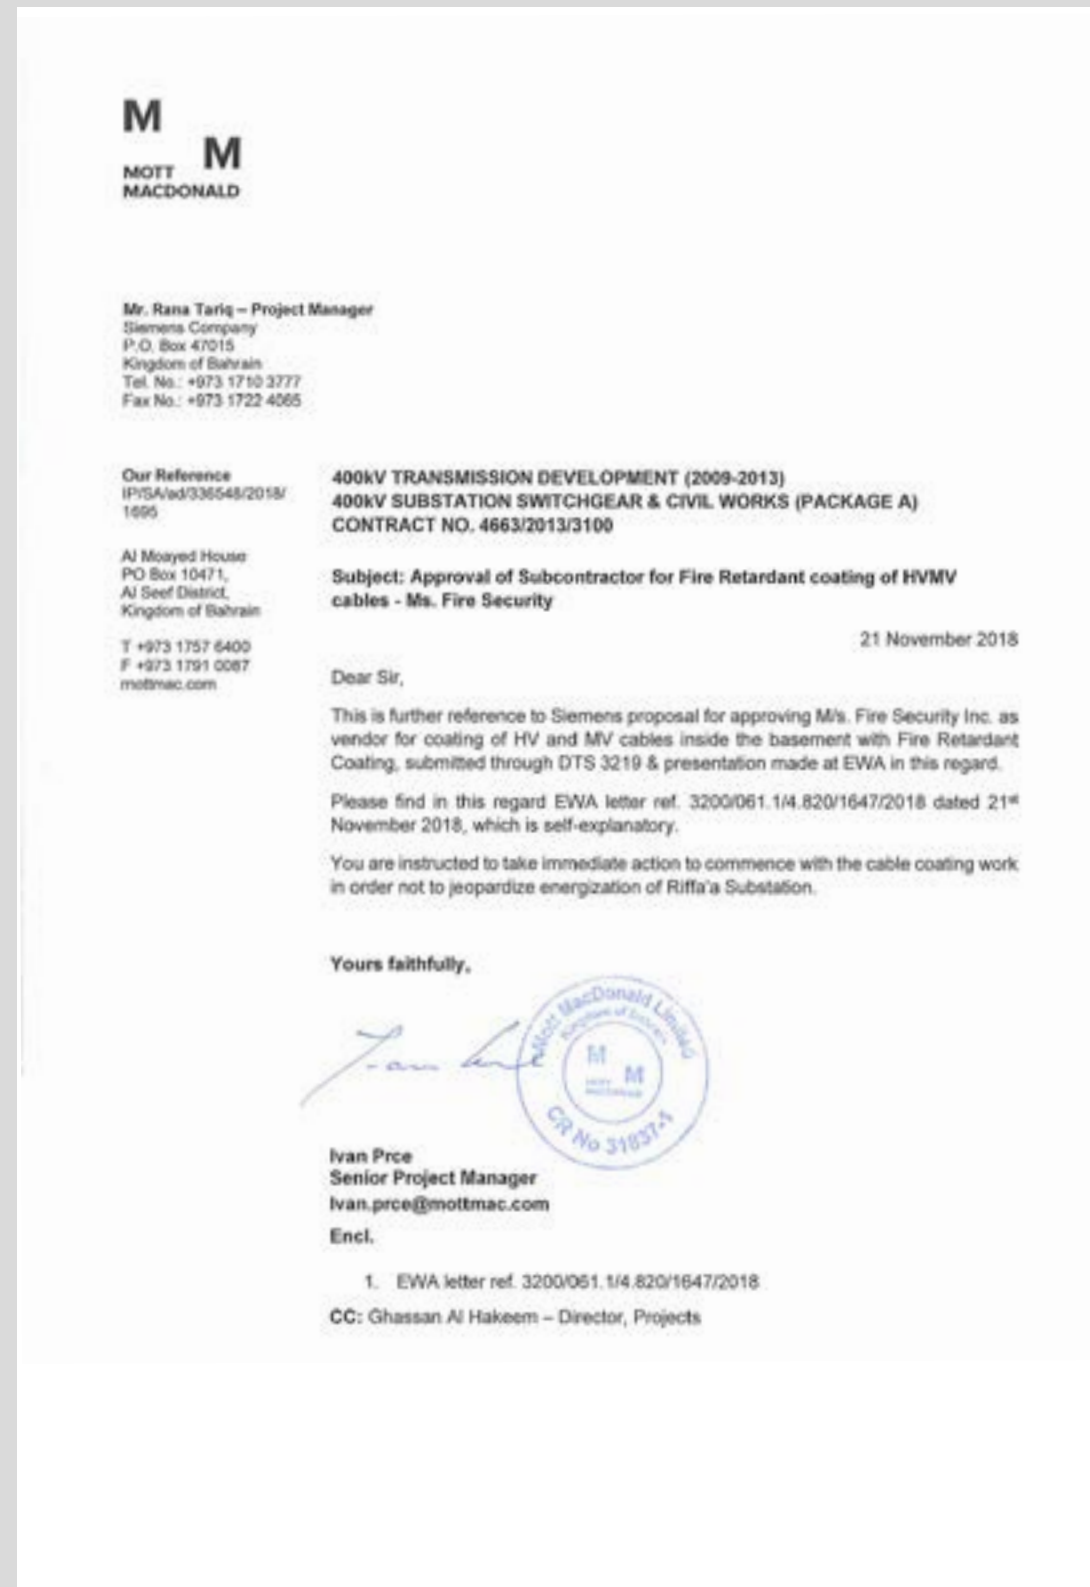 M
M
MOTT
MACDONALD
Mr. Rana Tariq – Project Manager
Siemens Company
P.O. Box 47015
Kingdom of Bahrain
Tel. No.: +973 1710 3777
Fax No.: +973 1722 4065
Our Reference
IP/SA/ad/336548/2018/
1695
Al Moayed House
PO Box 10471,
Al Seef District,
Kingdom of Bahrain
T +973 1757 6400
F +973 1791 0087
mottmac.com
400kV TRANSMISSION DEVELOPMENT (2009-2013)
400kV SUBSTATION SWITCHGEAR & CIVIL WORKS (PACKAGE A)
CONTRACT NO. 4663/2013/3100
Subject: Approval of Subcontractor for Fire Retardant coating of HVMV
cables - Ms. Fire Security
21 November 2018
Dear Sir,
This is further reference to Siemens proposal for approving M/s. Fire Security Inc. as
vendor for coating of HV and MV cables inside the basement with Fire Retardant
Coating, submitted through DTS 3219 & presentation made at EWA in this regard.
Please find in this regard EWA letter ref. 3200/061.1/4.820/1647/2018 dated 21st
November 2018, which is self-explanatory.
You are instructed to take immediate action to commence with the cable coating work
in order not to jeopardize energization of Riffa'a Substation.
Yours faithfully,
Mott MacDonald Limited
Kingdom of Bahrain
M
M
MOTT
MACDONALD
CR No 31837-1
Ivan Prce
Senior Project Manager
Ivan.prce@mottmac.com
Encl.
1. EWA letter ref. 3200/061.1/4.820/1647/2018
CC: Ghassan Al Hakeem – Director, Projects